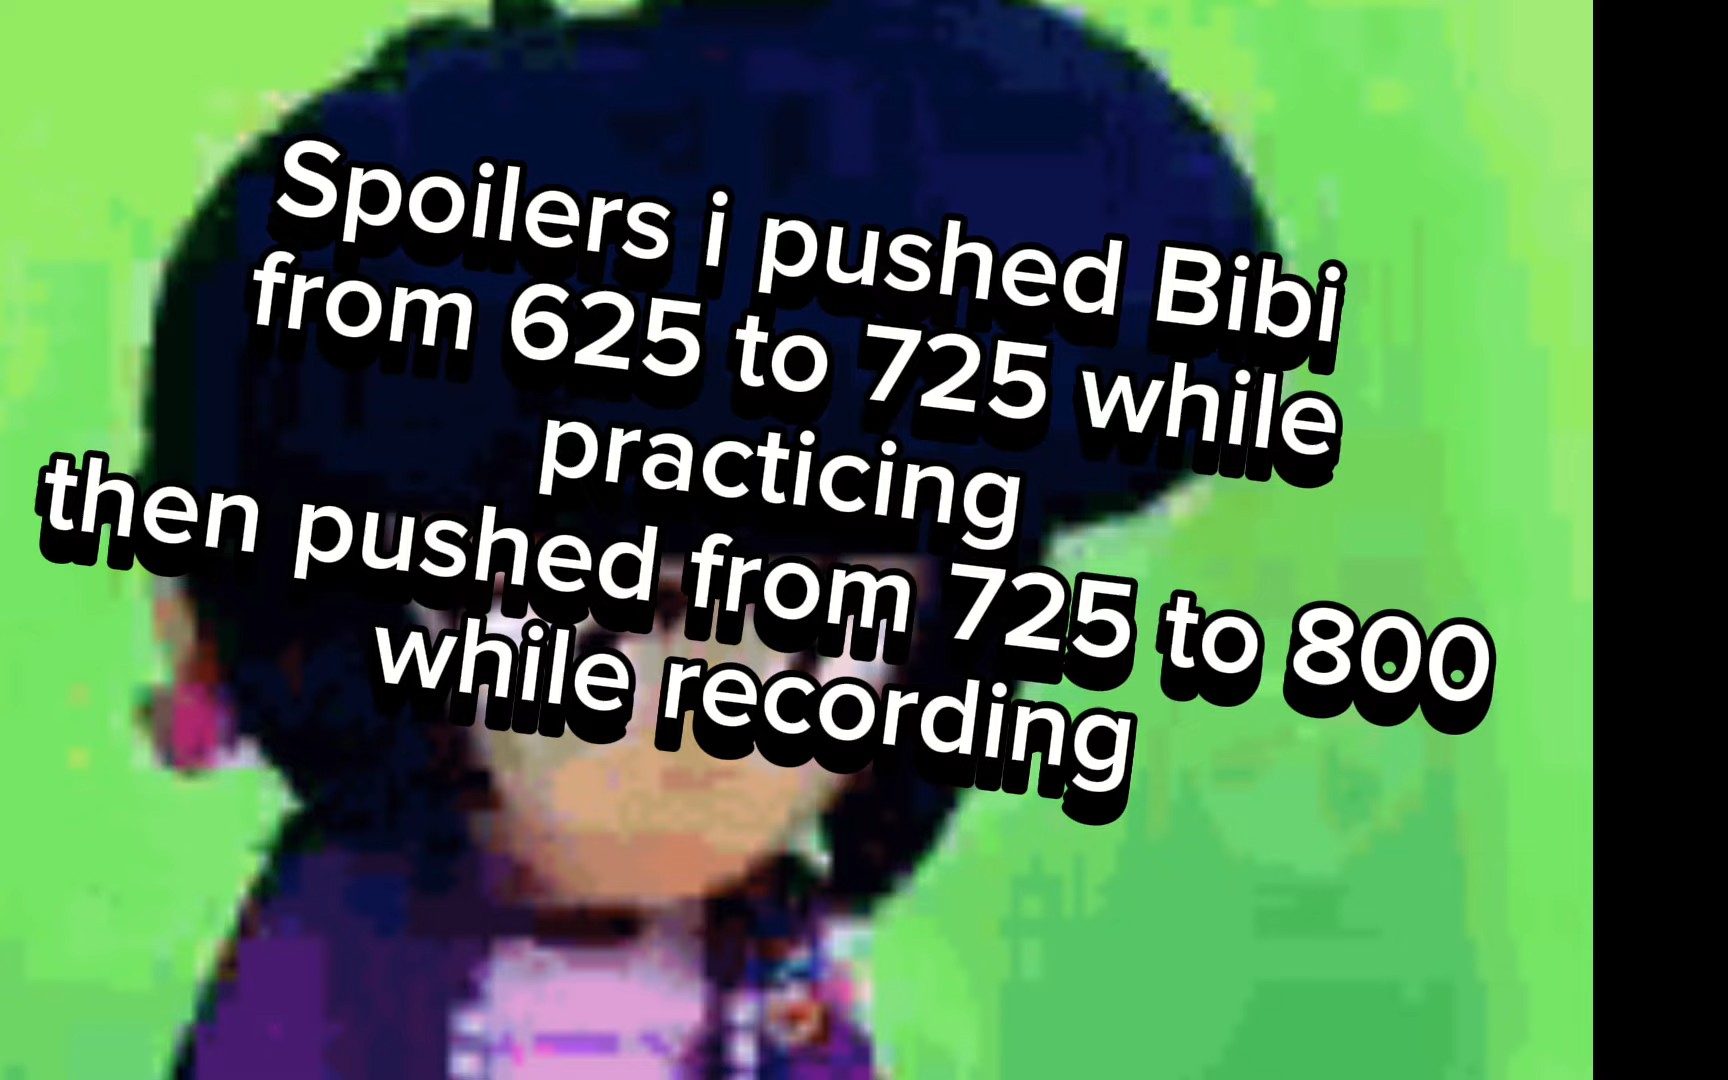 Spoilers i pushed Bibi
from 625 to 725 while
practicing
then pushed from 725 to 800
while recording